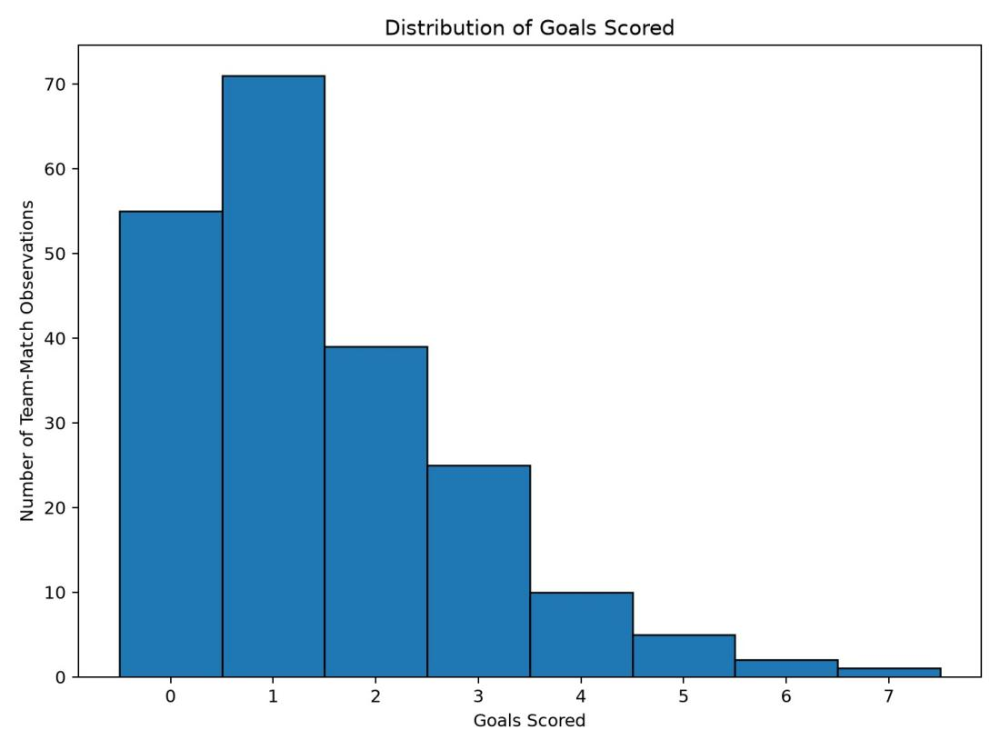 Distribution of Goals Scored
Number of Team-Match Observations
70
60
50
40
30
20
10
0
0 1 2 3 4 5 6 7
Goals Scored